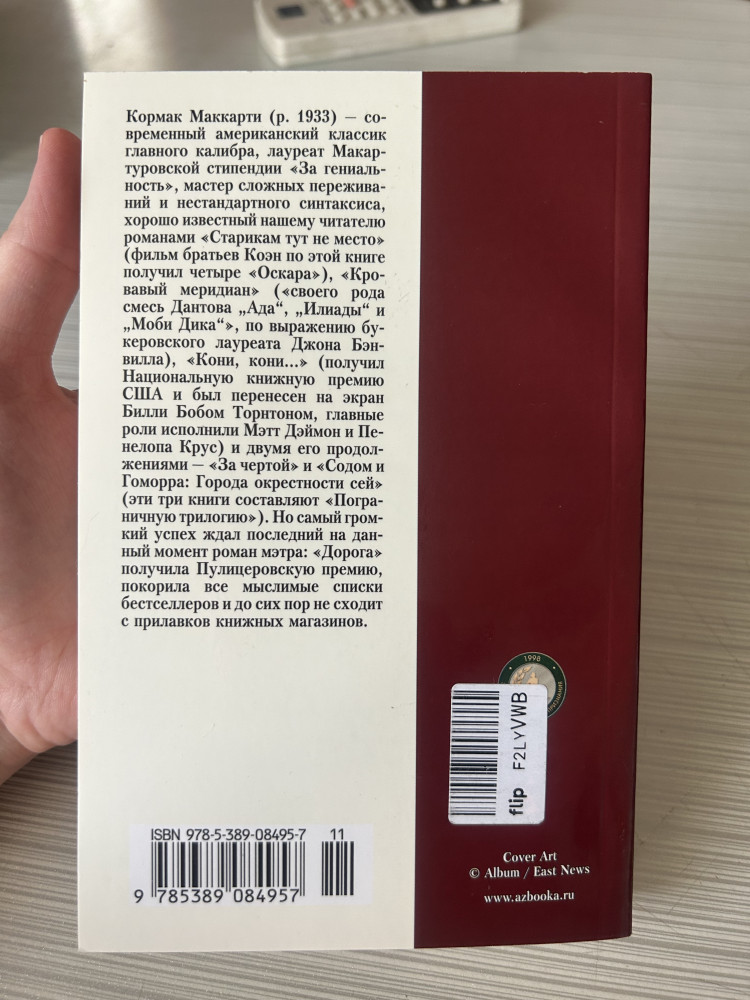 Кормак Маккарти (р. 1933) — со-
временный американский классик
главного калибра, лауреат Макар-
туровской стипендии «За гениаль-
ность», мастер сложных пережива-
ний и нестандартного синтаксиса,
хорошо известный нашему читателю
романами «Старикам тут не место»
(фильм братьев Коэн по этой книге
получил четыре «Оскара»), «Кро-
вавый меридиан» («своего рода
смесь Дантова „Ада“, „Илиады“ и
„Моби Дика“», по выражению бу-
керовского лауреата Джона Бэн-
вилла), «Кони, кони...» (получил
Национальную книжную премию
США и был перенесен на экран
Билли Бобом Торнтоном, главные
роли исполнили Мэтт Дэймон и Пе-
нелопа Крус) и двумя его продол-
жениями — «За чертой» и «Содом и
Гоморра: Города окрестности сей»
(эти три книги составляют «Погра-
ничную трилогию»). Но самый гром-
кий успех ждал последний на дан-
ный момент роман мэтра: «Дорога»
получила Пулицеровскую премию,
покорила все мыслимые списки
бестселлеров и до сих пор не сходит
с прилавков книжных магазинов.
ISBN 978-5-389-08495-7 11
9 785389 084957
1998
flip F2LYVWB
Cover Art
© Album / East News
www.azbooka.ru